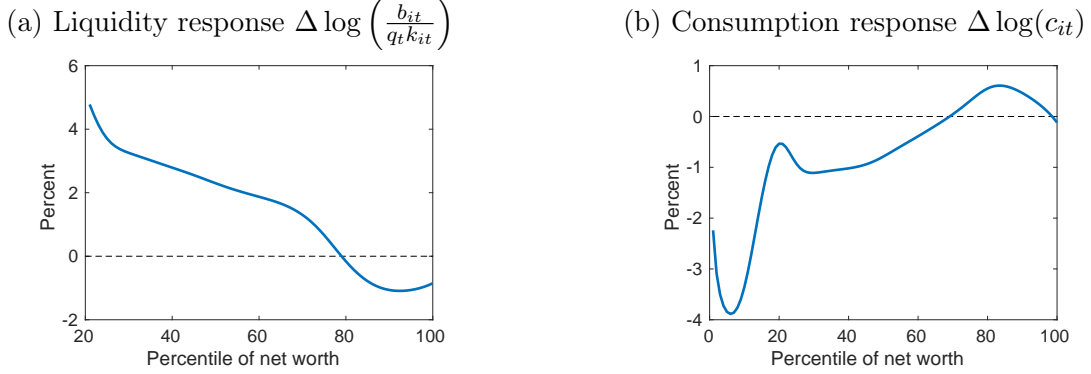 (a) Liquidity response Δ log (b_it / q_t k_it)
6
4
2
0
-2
Percent
20 40 60 80 100
Percentile of net worth
(b) Consumption response Δ log(c_it)
1
0
-1
-2
-3
-4
Percent
0 20 40 60 80 100
Percentile of net worth